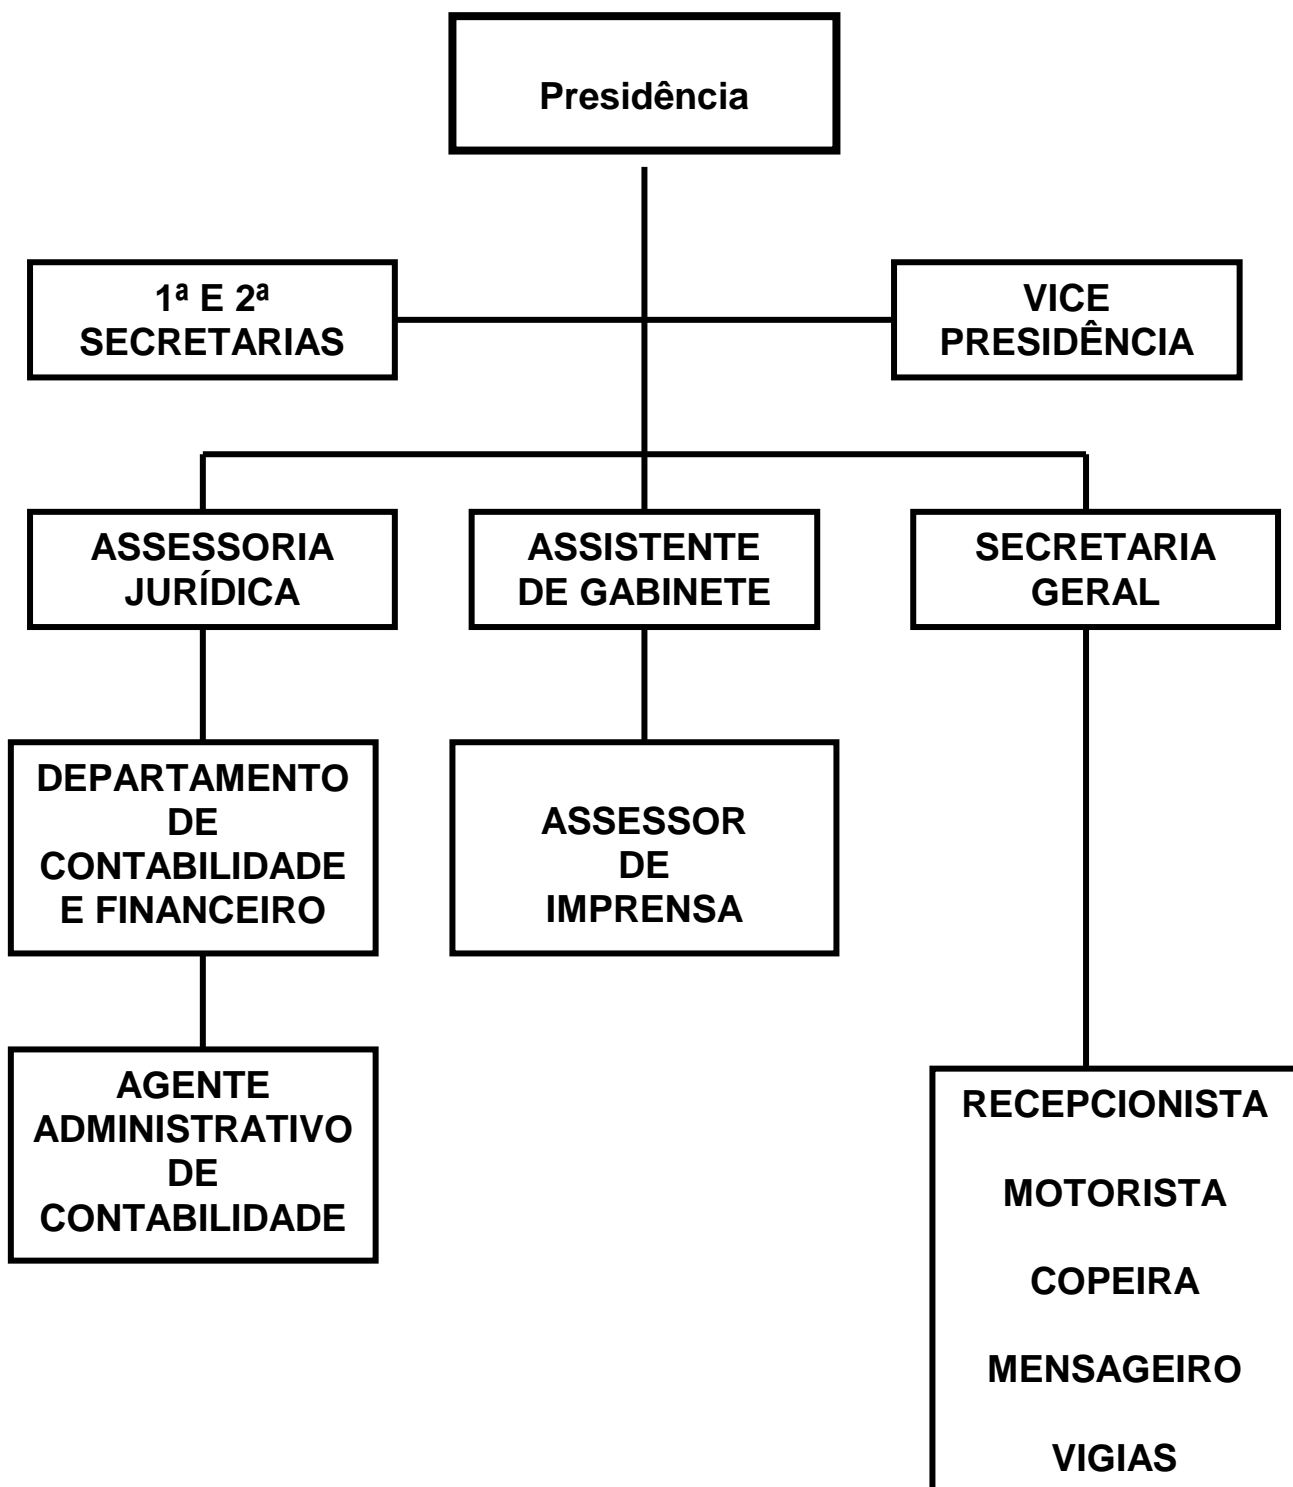 Presidência
1ª E 2ª
SECRETARIAS
VICE
PRESIDÊNCIA
ASSESSORIA
JURÍDICA
ASSISTENTE
DE GABINETE
SECRETARIA
GERAL
DEPARTAMENTO
DE
CONTABILIDADE
E FINANCEIRO
ASSESSOR
DE
IMPRENSA
AGENTE
ADMINISTRATIVO
DE
CONTABILIDADE
RECEPCIONISTA
MOTORISTA
COPEIRA
MENSAGEIRO
VIGIAS